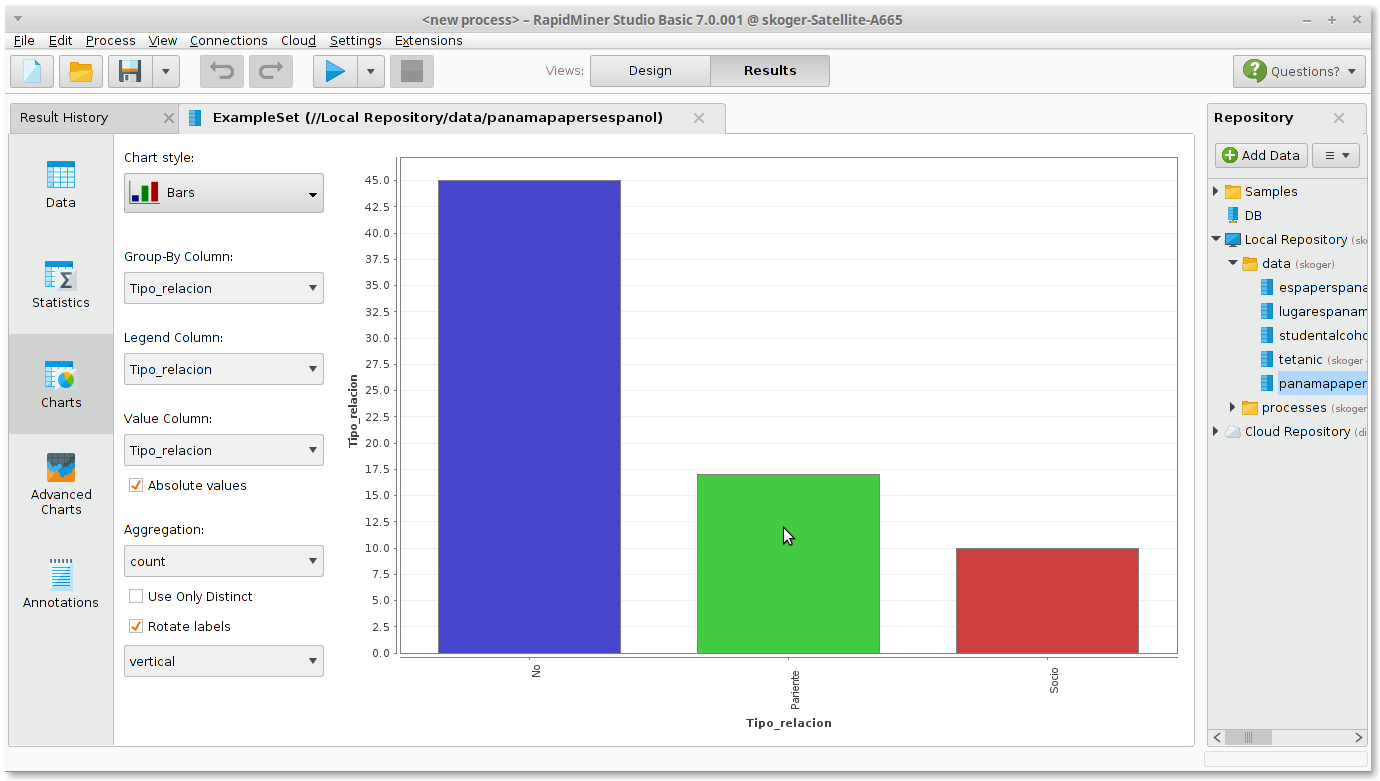 <new process> – RapidMiner Studio Basic 7.0.001 @ skoger-Satellite-A665
File Edit Process View Connections Cloud Settings Extensions
Views: Design Results Questions?
Result History
ExampleSet (//Local Repository/data/panamapapersespanol)
Repository
Data
Statistics
Charts
Advanced
Charts
Annotations
Chart style:
Bars
Group-By Column:
Tipo_relacion
Legend Column:
Tipo_relacion
Value Column:
Tipo_relacion
Absolute values
Aggregation:
count
Use Only Distinct
Rotate labels
vertical
Tipo_relacion
45.0
42.5
40.0
37.5
35.0
32.5
30.0
27.5
25.0
22.5
20.0
17.5
15.0
12.5
10.0
7.5
5.0
2.5
0.0
No
Pariente
Socio
Tipo_relacion
Add Data
Samples
DB
Local Repository (sk
data (skoger)
espaperspana
lugarespanam
studentalcoho
tetanic (skoger -
panamapaper
processes (skoger
Cloud Repository (di